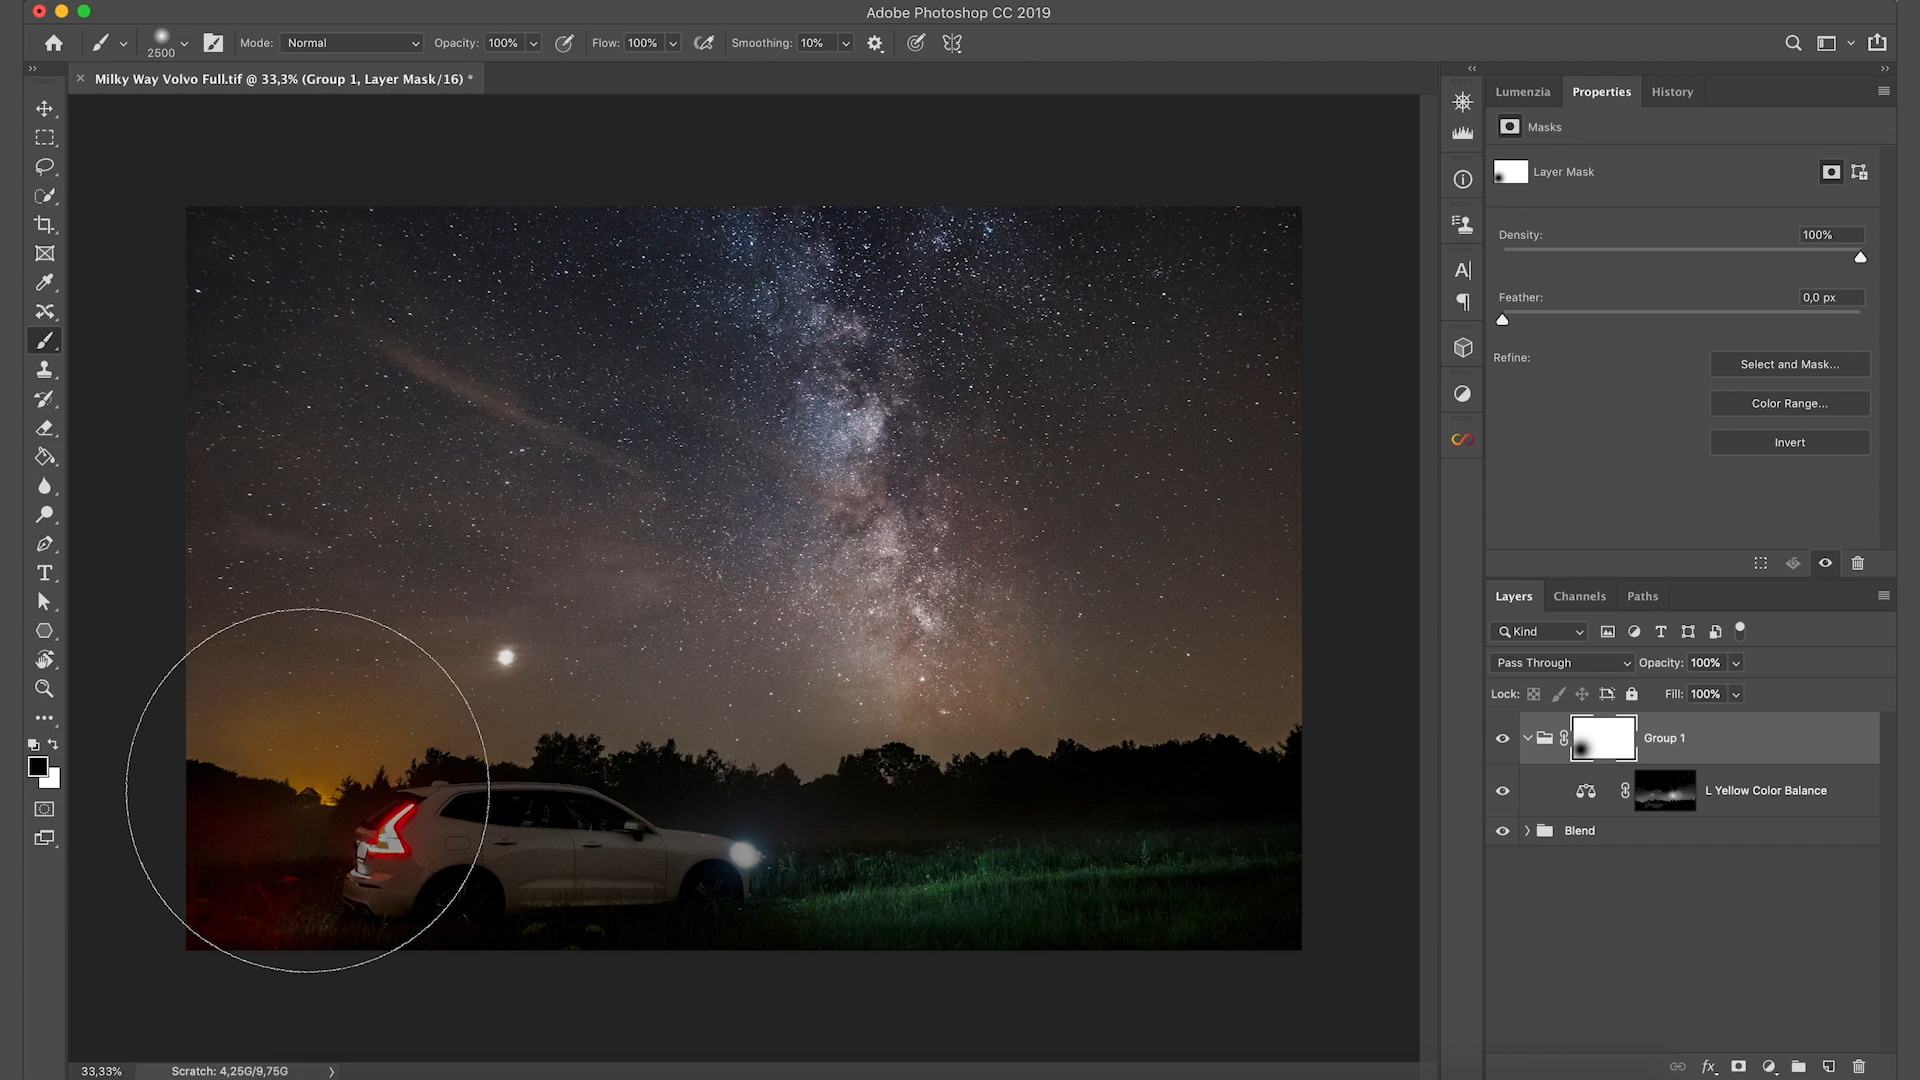 Adobe Photoshop CC 2019
2500
Mode: Normal
Opacity: 100%
Flow: 100%
Smoothing: 10%
Milky Way Volvo Full.tif @ 33,3% (Group 1, Layer Mask/16) *
Lumenzia
Properties
History
Masks
Layer Mask
Density: 100%
Feather: 0,0 px
Refine:
Select and Mask...
Color Range...
Invert
Layers
Channels
Paths
Kind
Pass Through
Opacity: 100%
Lock:
Fill: 100%
Group 1
L Yellow Color Balance
Blend
33,33%
Scratch: 4,25G/9,75G